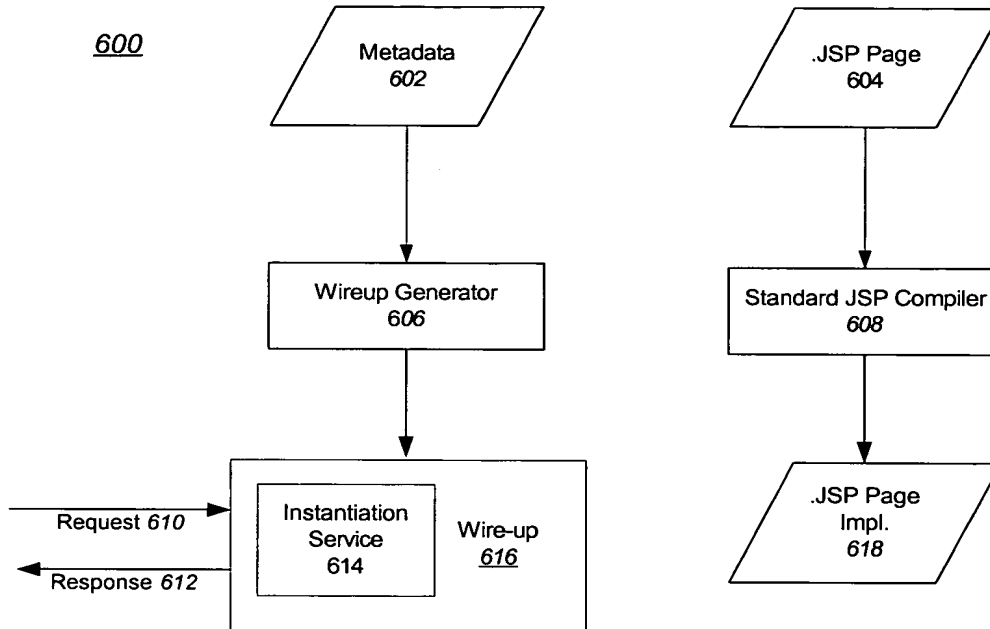 600
Metadata
602
.JSP Page
604
Wireup Generator
606
Standard JSP Compiler
608
Request 610
Response 612
Instantiation
Service
614
Wire-up
616
.JSP Page
Impl.
618